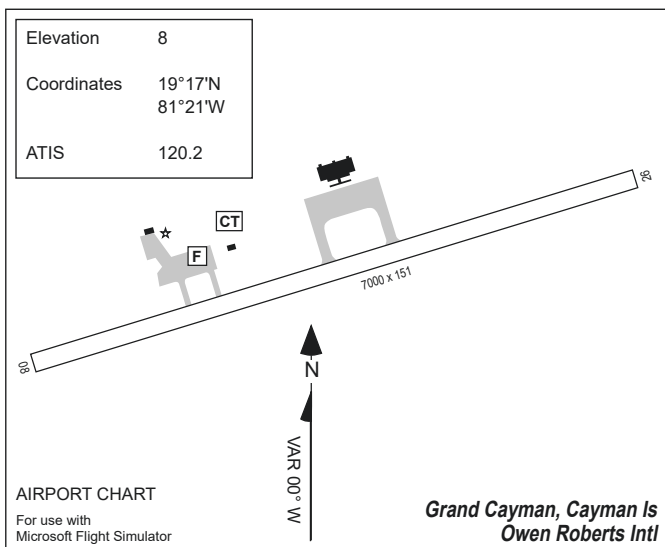 Elevation 8
Coordinates 19°17'N
81°21'W
ATIS 120.2
CT
F
26
7000 x 151
08
N
VAR 00° W
AIRPORT CHART
For use with
Microsoft Flight Simulator
Grand Cayman, Cayman Is
Owen Roberts Intl